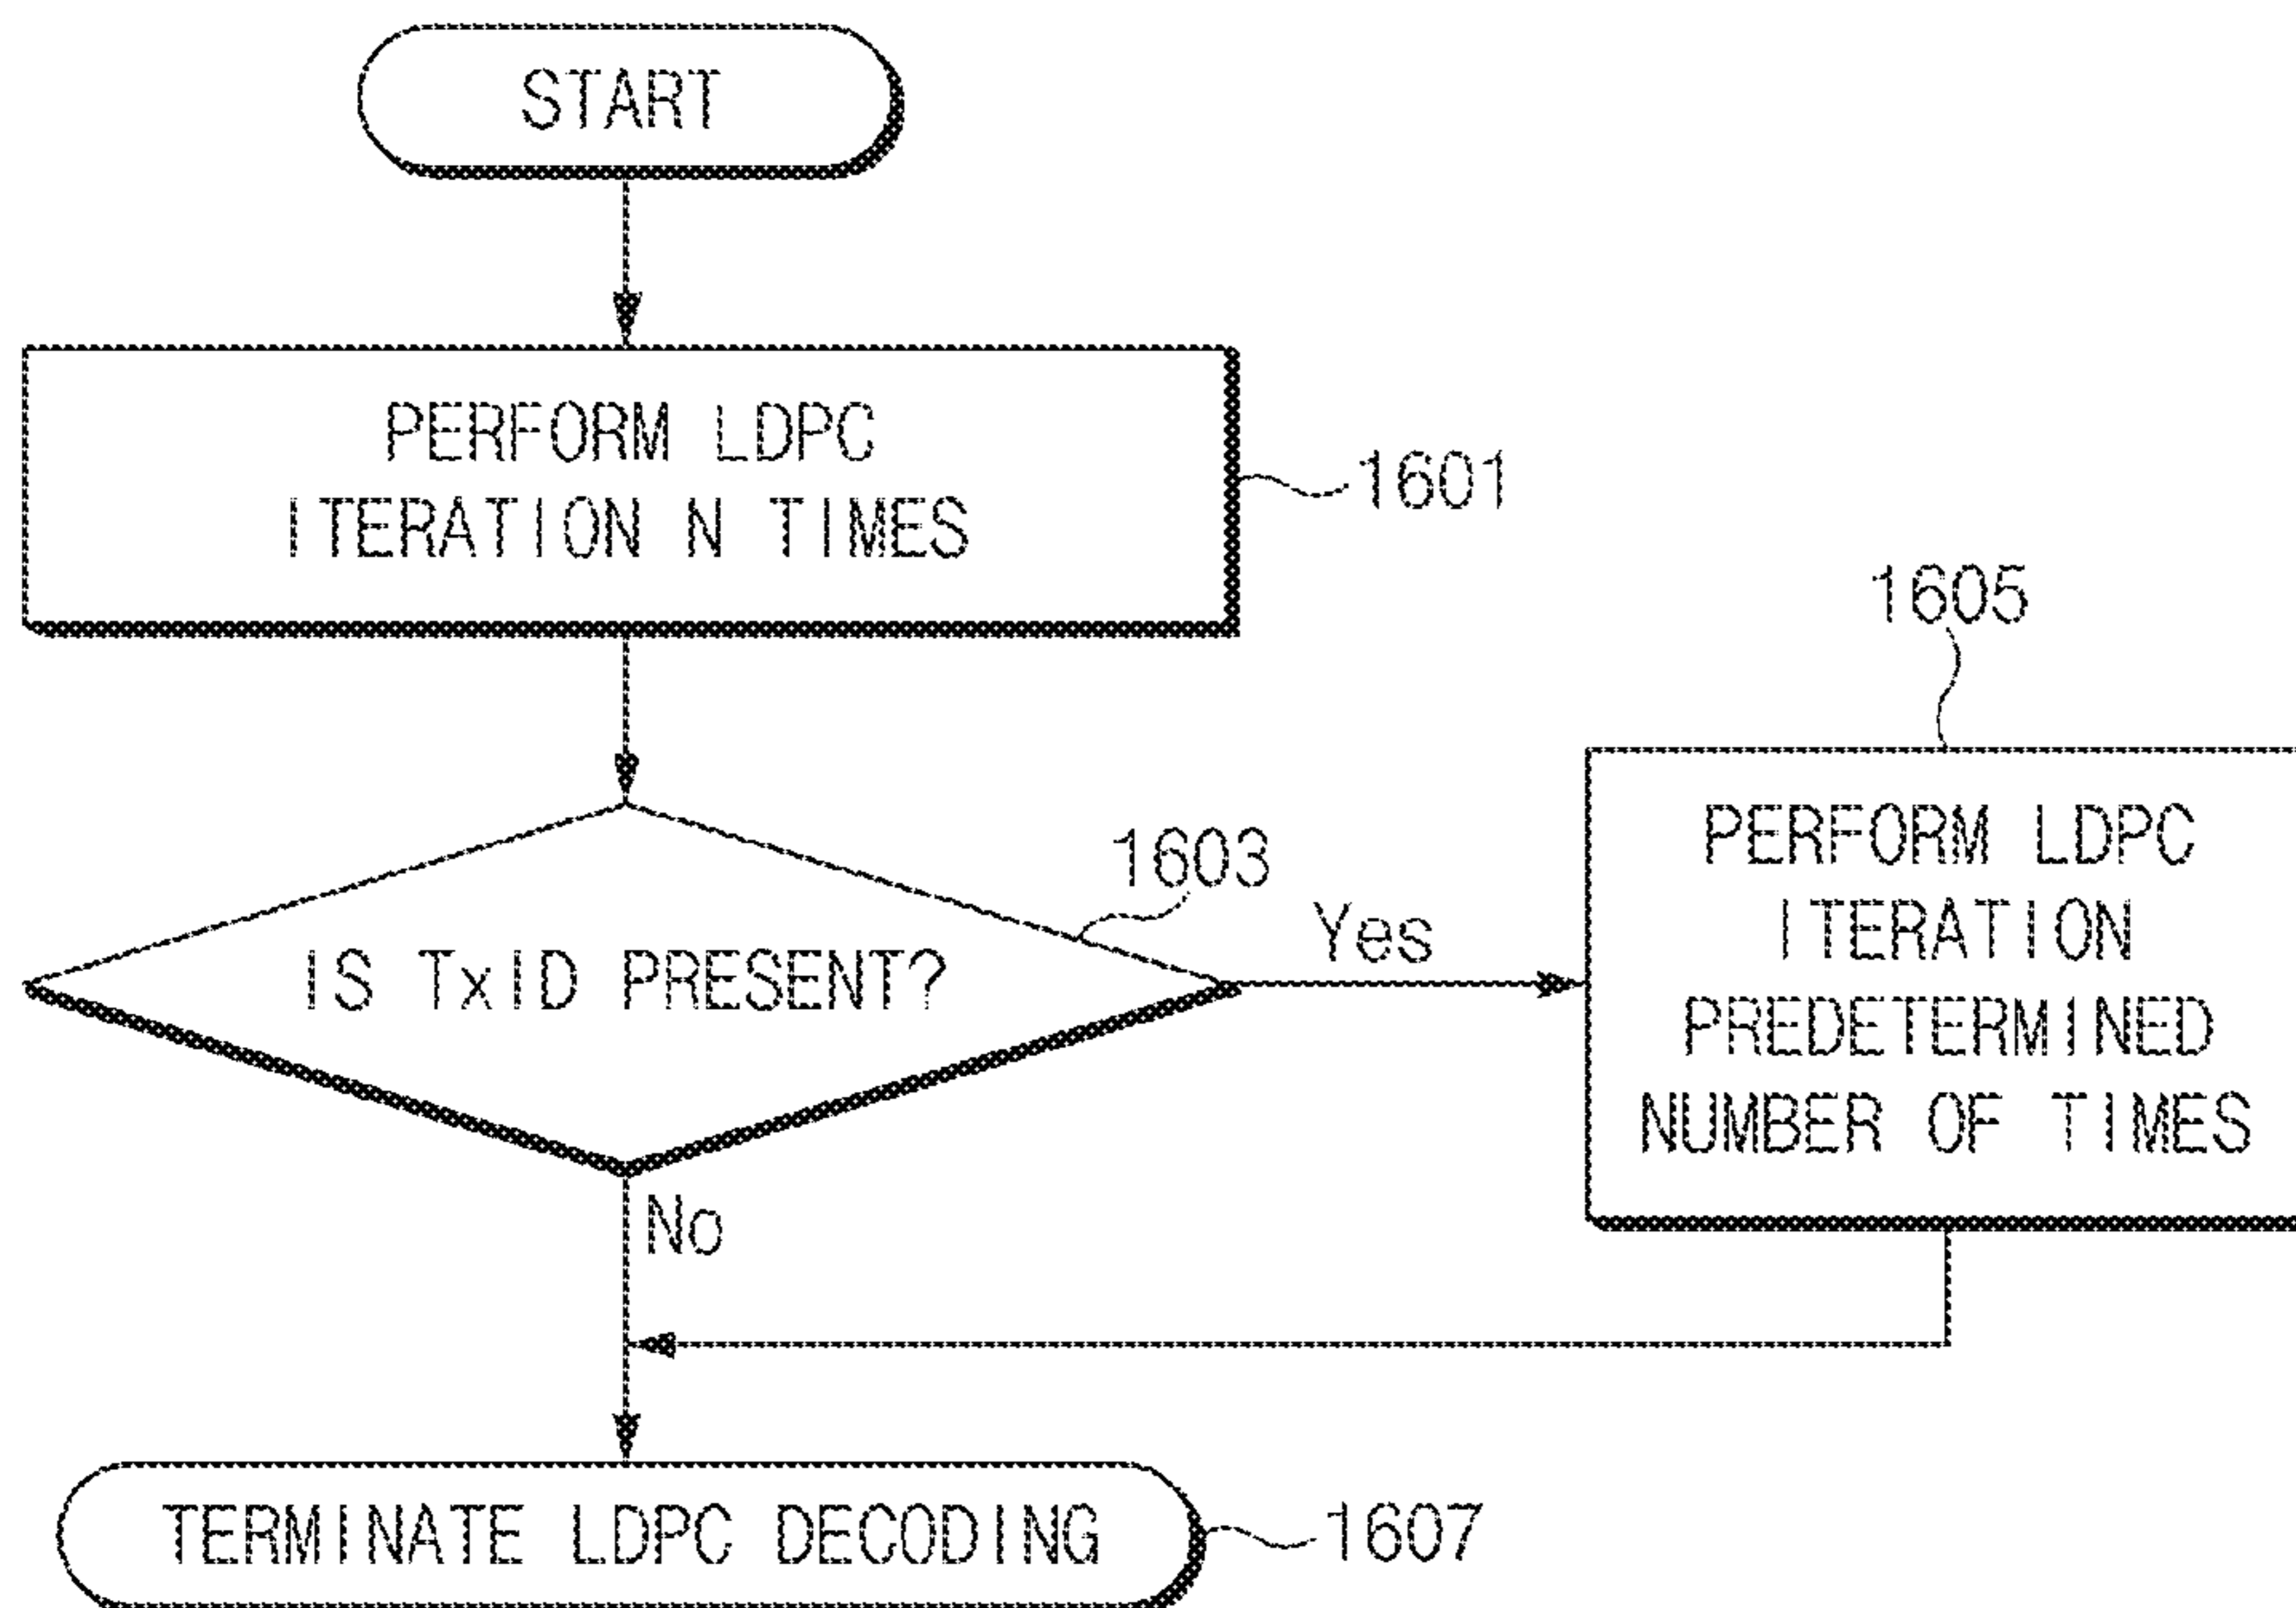 START
PERFORM LDPC
ITERATION N TIMES
1601
1605
1603
IS TxID PRESENT?
Yes
PERFORM LDPC
ITERATION
PREDETERMINED
NUMBER OF TIMES
No
TERMINATE LDPC DECODING
1607